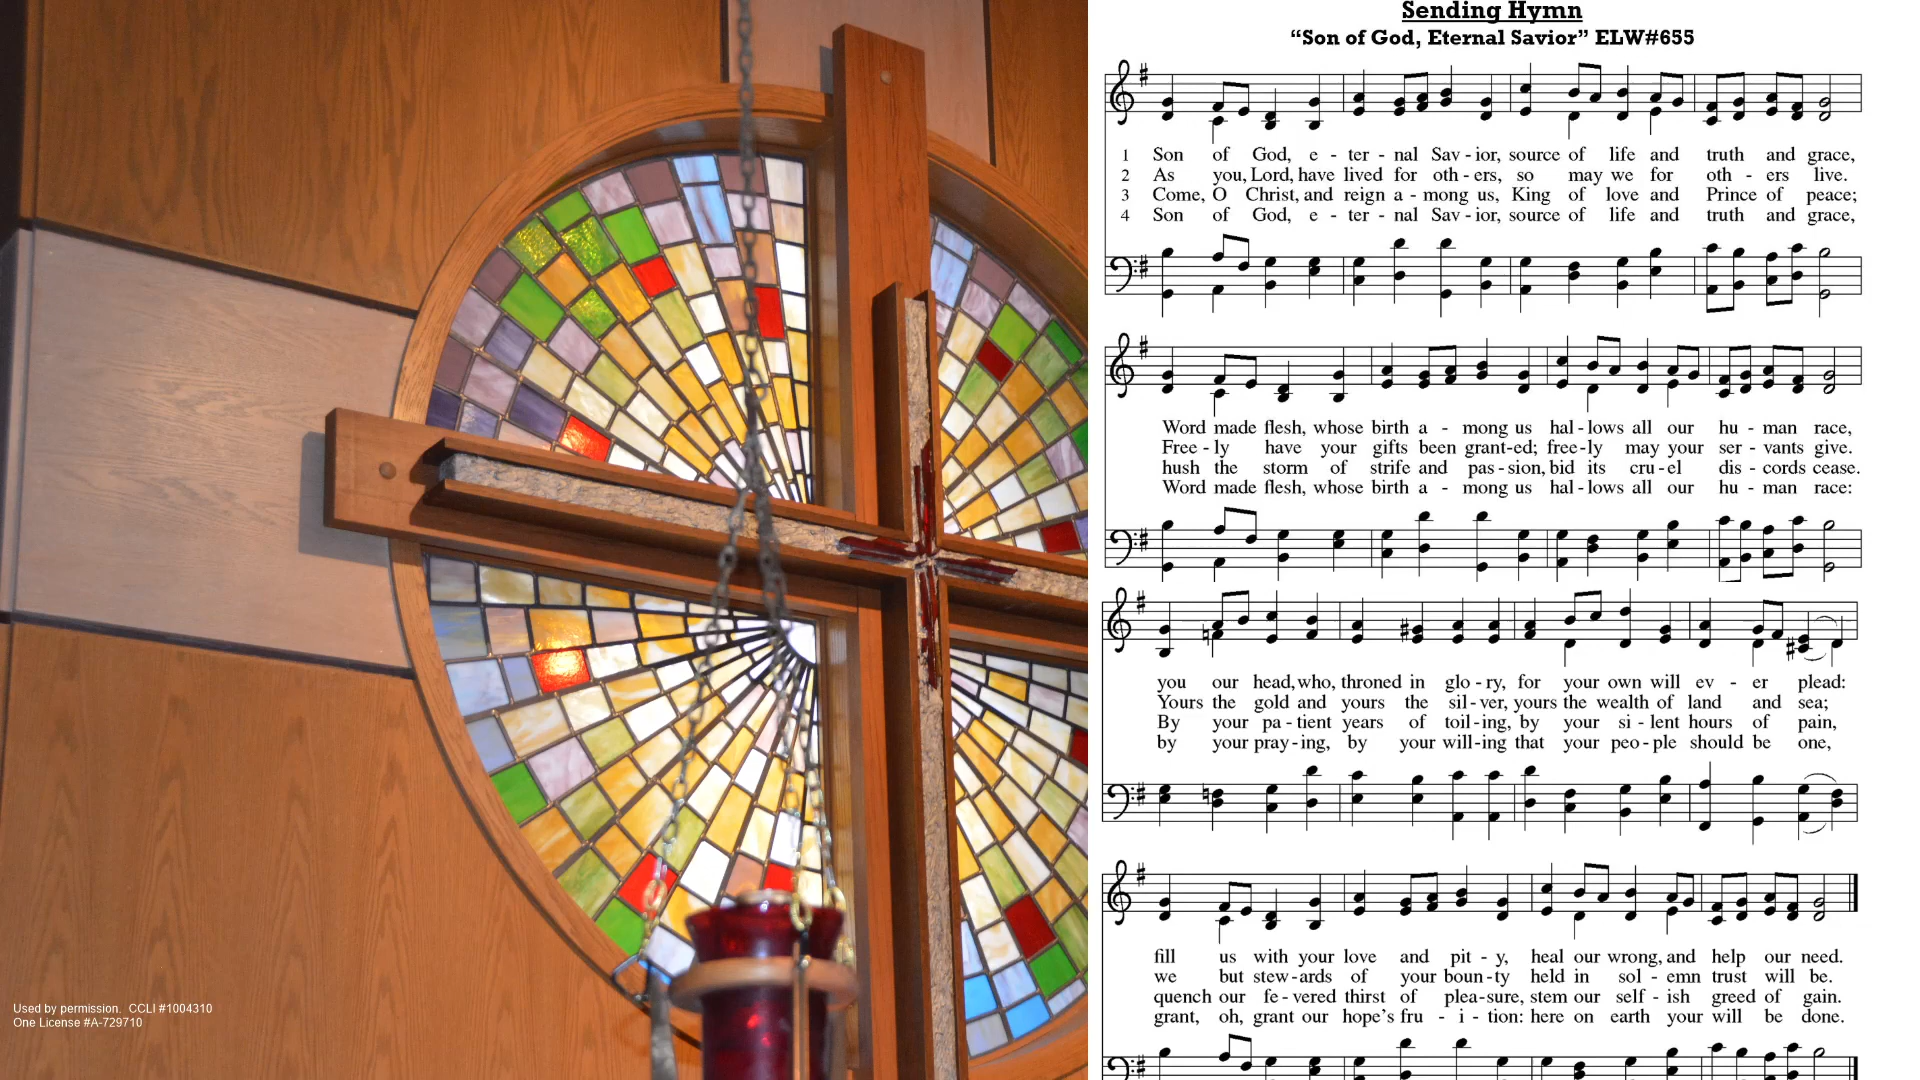 Sending Hymn
“Son of God, Eternal Savior” ELW#655
1 Son of God, e - ter - nal Sav - ior, source of life and truth and grace,
2 As you, Lord, have lived for oth - ers, so may we for oth - ers live.
3 Come, O Christ, and reign a - mong us, King of love and Prince of peace;
4 Son of God, e - ter - nal Sav - ior, source of life and truth and grace,
Word made flesh, whose birth a - mong us hal - lows all our hu - man race,
Free - ly have your gifts been grant - ed; free - ly may your ser - vants give.
hush the storm of strife and pas - sion, bid its cru - el dis - cords cease.
Word made flesh, whose birth a - mong us hal - lows all our hu - man race:
you our head, who, throned in glo - ry, for your own will ev - er plead:
Yours the gold and yours the sil - ver, yours the wealth of land and sea;
By your pa - tient years of toil - ing, by your si - lent hours of pain,
by your pray - ing, by your will - ing that your peo - ple should be one,
fill us with your love and pit - y, heal our wrong, and help our need.
we but stew - ards of your boun - ty held in sol - emn trust will be.
quench our fe - vered thirst of plea - sure, stem our self - ish greed of gain.
grant, oh, grant our hope's fru - i - tion: here on earth your will be done.
Used by permission. CCLI #1004310
One License #A-729710